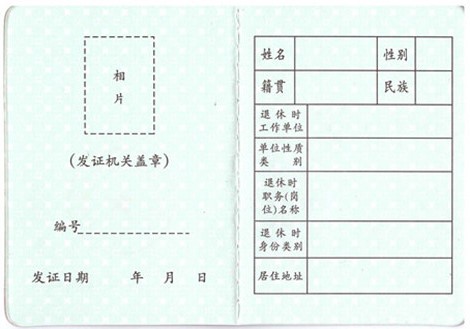 相
片
(发证机关盖章)
编号
发证日期 年 月 日
姓名 性别
籍贯 民族
退休时
工作单位
单位性质
类别
退休时
职务(岗
位)名称
退休时
身份类别
居住地址